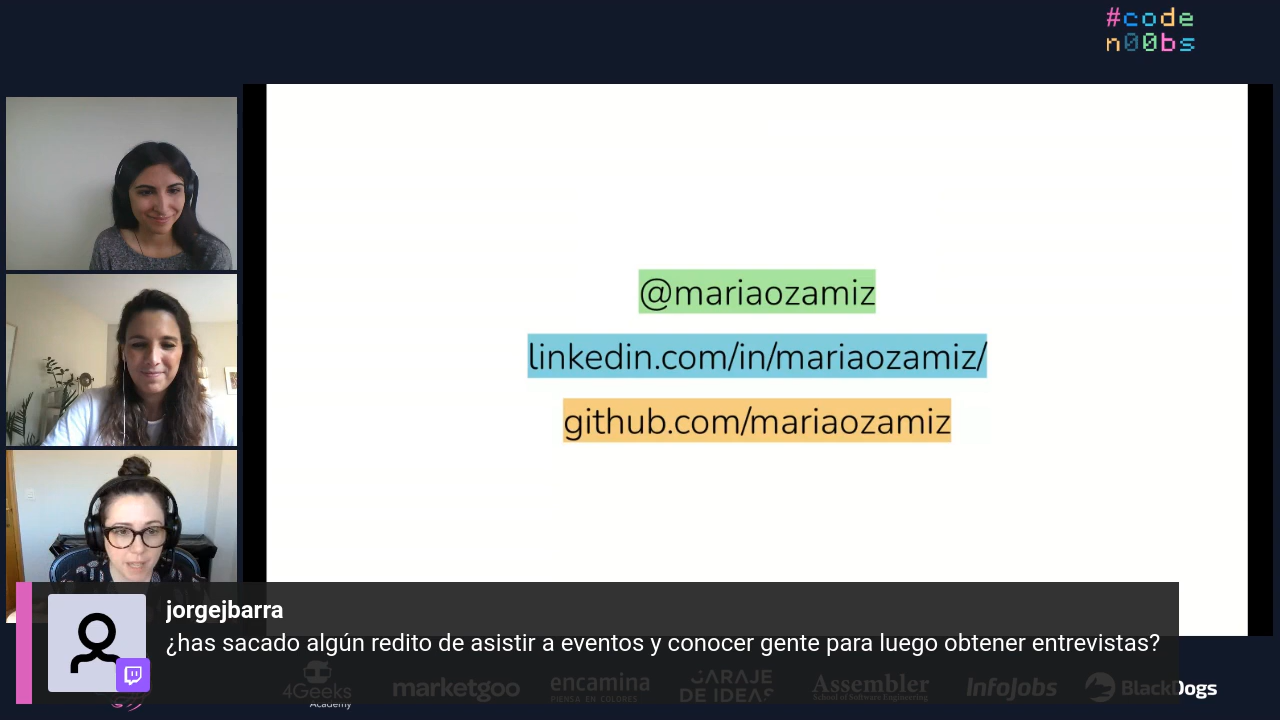 #code
n00bs
@mariaozamiz
linkedin.com/in/mariaozamiz/
github.com/mariaozamiz
jorgejbarra
¿has sacado algún redito de asistir a eventos y conocer gente para luego obtener entrevistas?
4Geeks
Academy
marketgoo
encamina
PIENSA EN COLORES
GARAJE
DE IDEAS
Assembler
School of Software Engineering
InfoJobs
BlackDogs